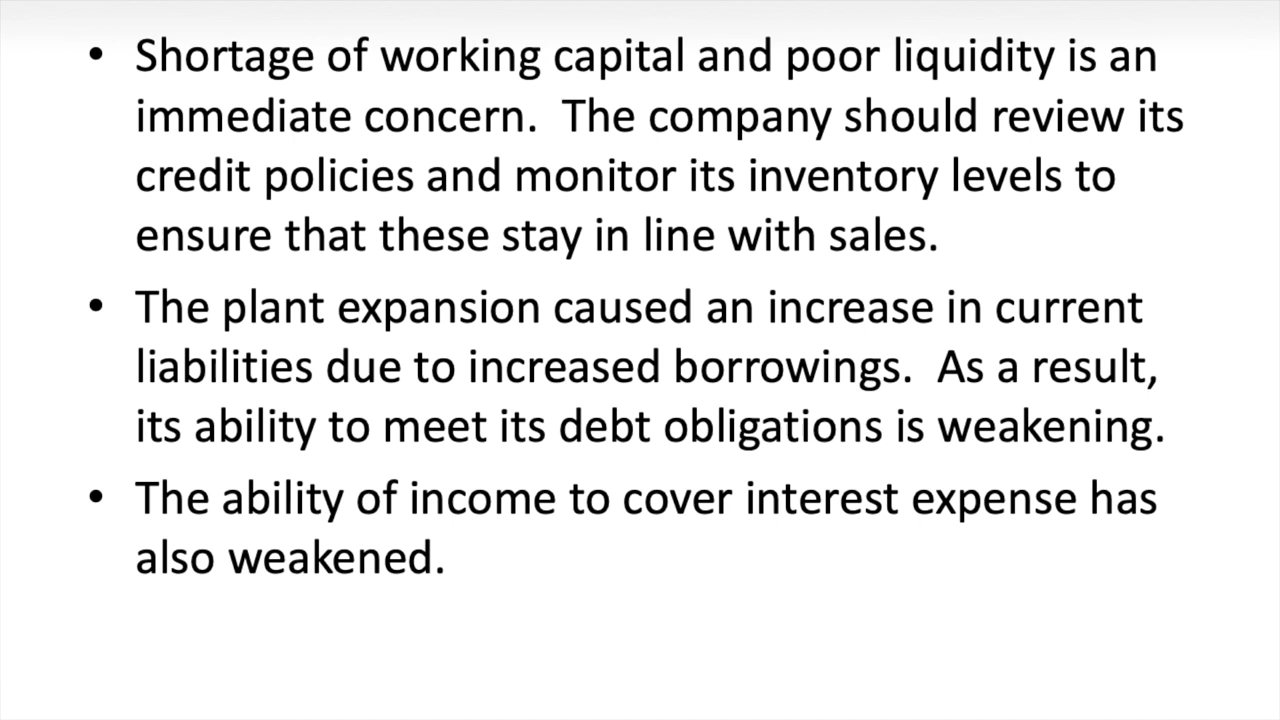 • Shortage of working capital and poor liquidity is an
immediate concern.  The company should review its
credit policies and monitor its inventory levels to
ensure that these stay in line with sales.
• The plant expansion caused an increase in current
liabilities due to increased borrowings.  As a result,
its ability to meet its debt obligations is weakening.
• The ability of income to cover interest expense has
also weakened.